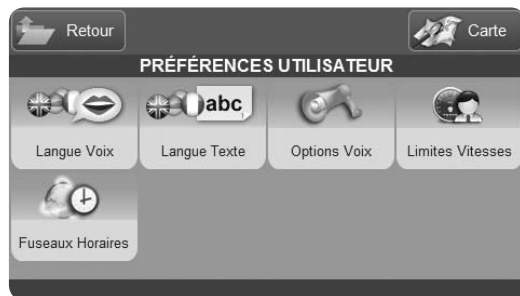 Retour
Carte
PRÉFÉRENCES UTILISATEUR
abc
Langue Voix
Langue Texte
Options Voix
Limites Vitesses
Fuseaux Horaires